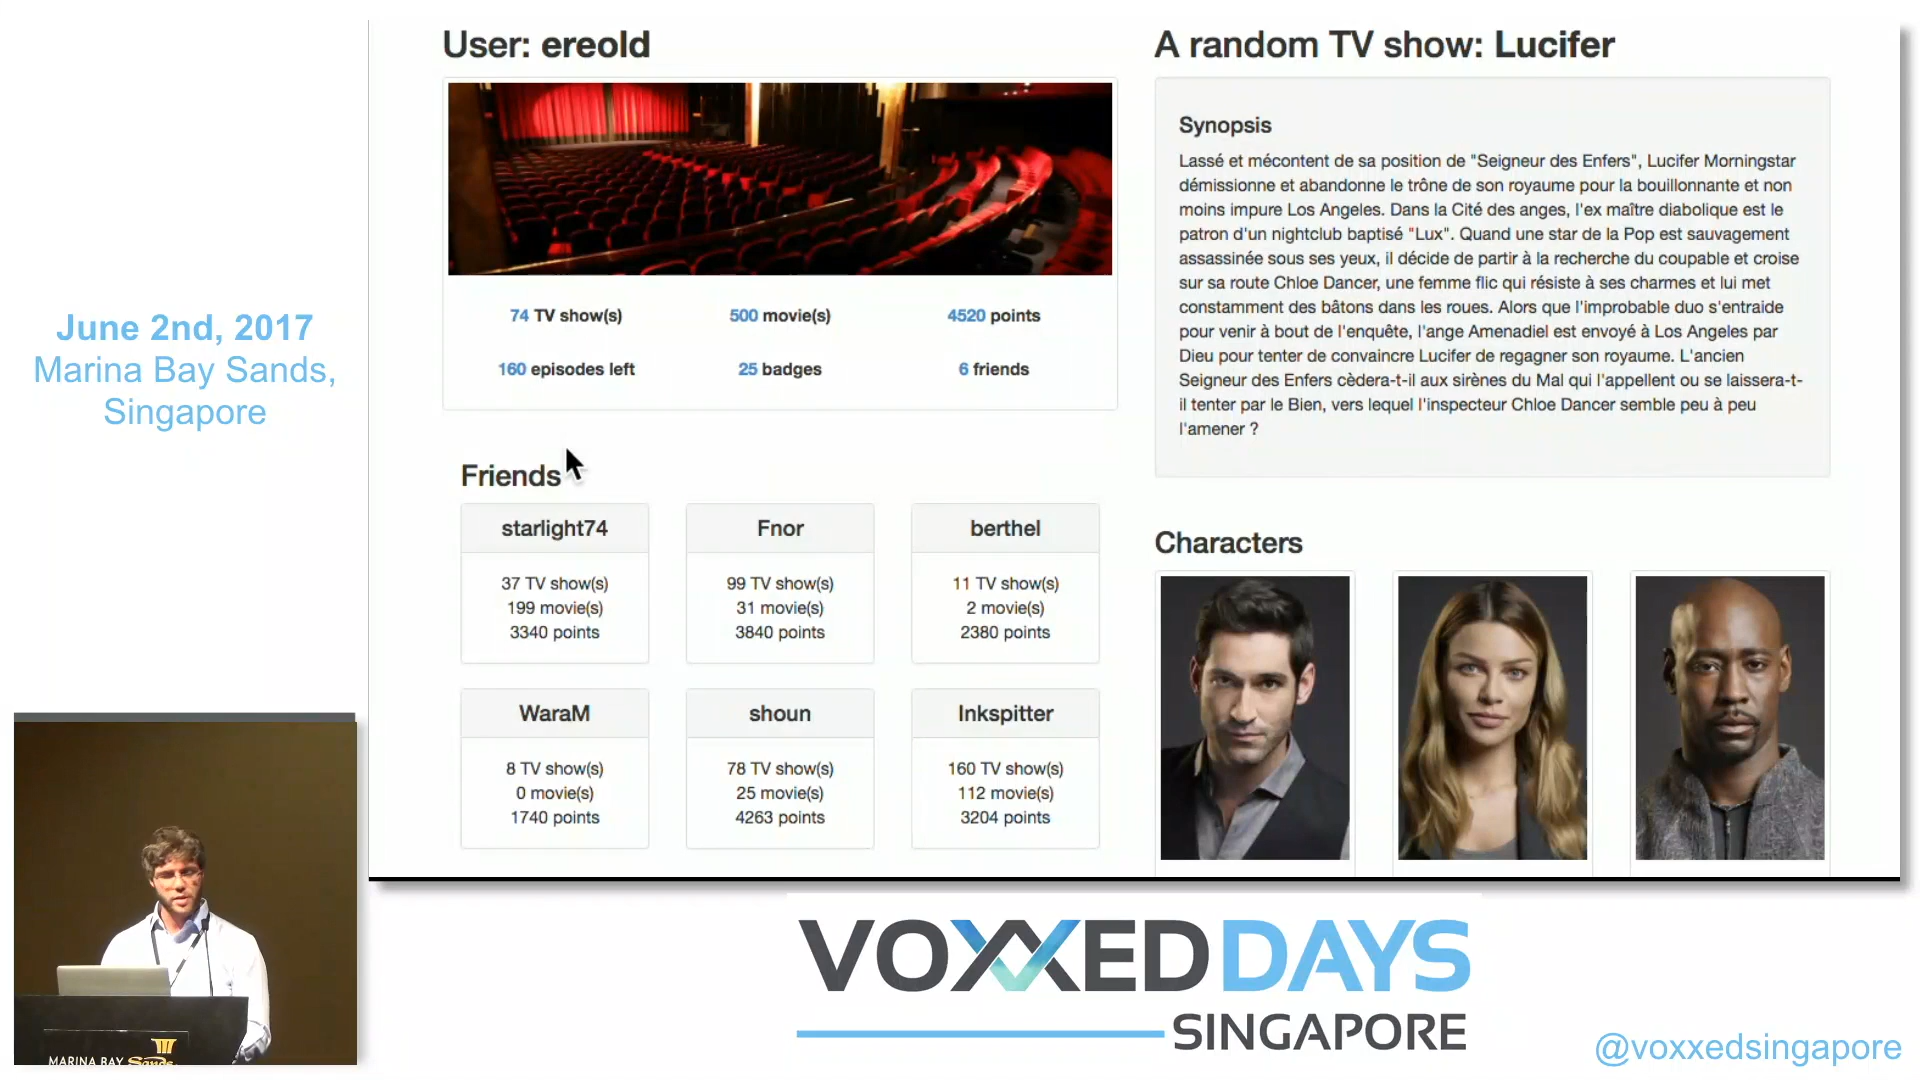 User: ereold
74 TV show(s)
500 movie(s)
4520 points
160 episodes left
25 badges
6 friends
Friends
starlight74
37 TV show(s)
199 movie(s)
3340 points
Fnor
99 TV show(s)
31 movie(s)
3840 points
berthel
11 TV show(s)
2 movie(s)
2380 points
WaraM
8 TV show(s)
0 movie(s)
1740 points
shoun
78 TV show(s)
25 movie(s)
4263 points
Inkspitter
160 TV show(s)
112 movie(s)
3204 points
A random TV show: Lucifer
Synopsis
Lassé et mécontent de sa position de "Seigneur des Enfers", Lucifer Morningstar
démissionne et abandonne le trône de son royaume pour la bouillonnante et non
moins impure Los Angeles. Dans la Cité des anges, l'ex maître diabolique est le
patron d'un nightclub baptisé "Lux". Quand une star de la Pop est sauvagement
assassinée sous ses yeux, il décide de partir à la recherche du coupable et croise
sur sa route Chloe Dancer, une femme flic qui résiste à ses charmes et lui met
constamment des bâtons dans les roues. Alors que l'improbable duo s'entraide
pour venir à bout de l'enquête, l'ange Amenadiel est envoyé à Los Angeles par
Dieu pour tenter de convaincre Lucifer de regagner son royaume. L'ancien
Seigneur des Enfers cèdera-t-il aux sirènes du Mal qui l'appellent ou se laissera-t-
il tenter par le Bien, vers lequel l'inspecteur Chloe Dancer semble peu à peu
l'amener ?
Characters
June 2nd, 2017
Marina Bay Sands,
Singapore
MARINA BAY Sands
VOXXED DAYS
SINGAPORE
@voxxedsingapore